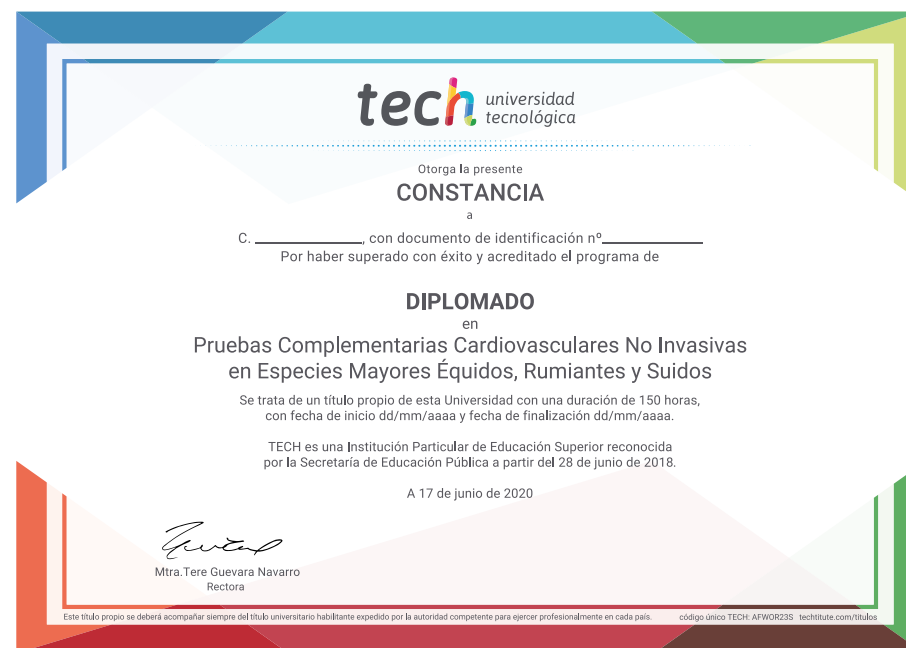 tech universidad
tecnológica
Otorga la presente
CONSTANCIA
a
C. ____________, con documento de identificación nº____________
Por haber superado con éxito y acreditado el programa de
DIPLOMADO
en
Pruebas Complementarias Cardiovasculares No Invasivas
en Especies Mayores Équidos, Rumiantes y Suidos
Se trata de un título propio de esta Universidad con una duración de 150 horas,
con fecha de inicio dd/mm/aaaa y fecha de finalización dd/mm/aaaa.
TECH es una Institución Particular de Educación Superior reconocida
por la Secretaría de Educación Pública a partir del 28 de junio de 2018.
A 17 de junio de 2020
Mtra.Tere Guevara Navarro
Rectora
Este título propio se deberá acompañar siempre del título universitario habilitante expedido por la autoridad competente para ejercer profesionalmente en cada país. código único TECH: AFWOR23S techtitute.com/titulos